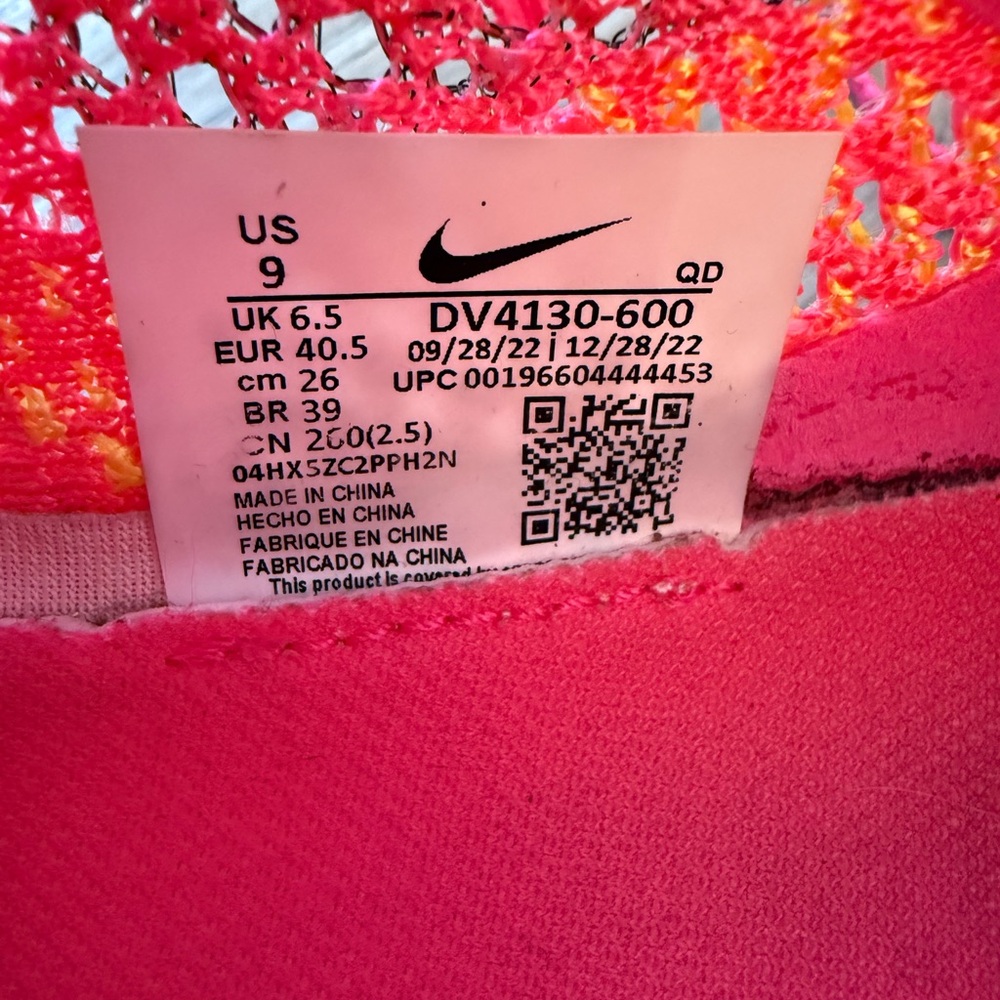 US
9
QD
UK 6.5
DV4130-600
EUR 40.5
09/28/22 | 12/28/22
cm 26
UPC 00196604444453
BR 39
CN 260(2.5)
04HX5ZC2PPH2N
MADE IN CHINA
HECHO EN CHINA
FABRIQUE EN CHINE
FABRICADO NA CHINA
This product is covered